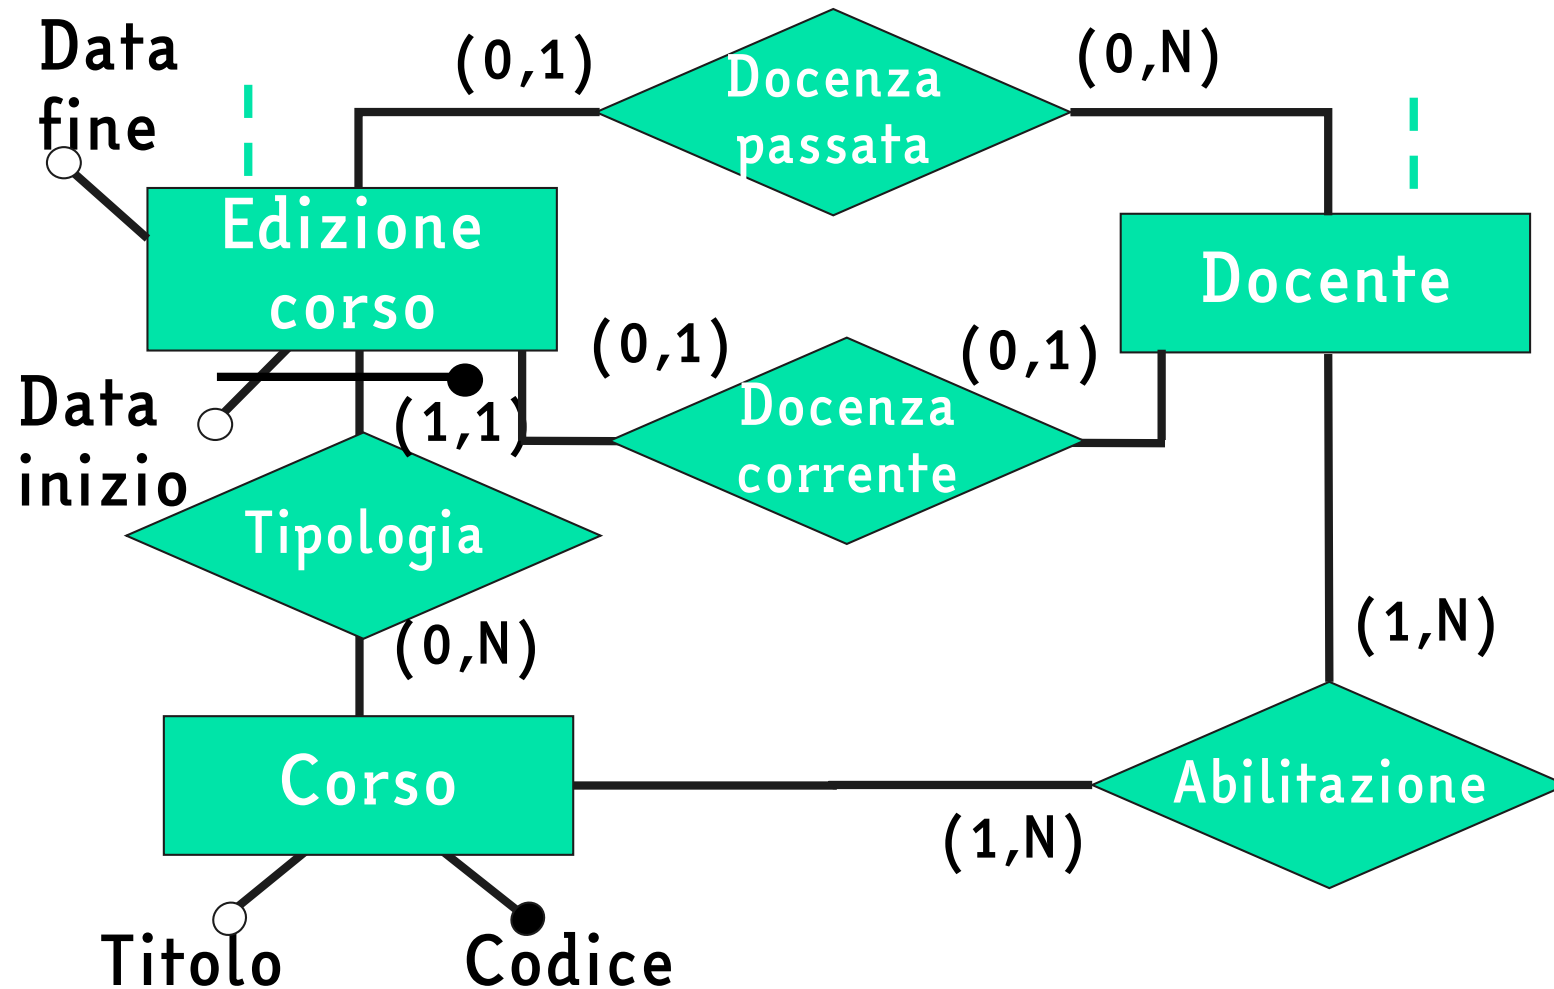 Data
fine
(0,1)
Docenza
passata
(0,N)
Edizione
corso
Docente
(0,1)
(0,1)
Docenza
corrente
Data
inizio
(1,1)
Tipologia
(0,N)
(1,N)
Corso
Abilitazione
(1,N)
Titolo
Codice